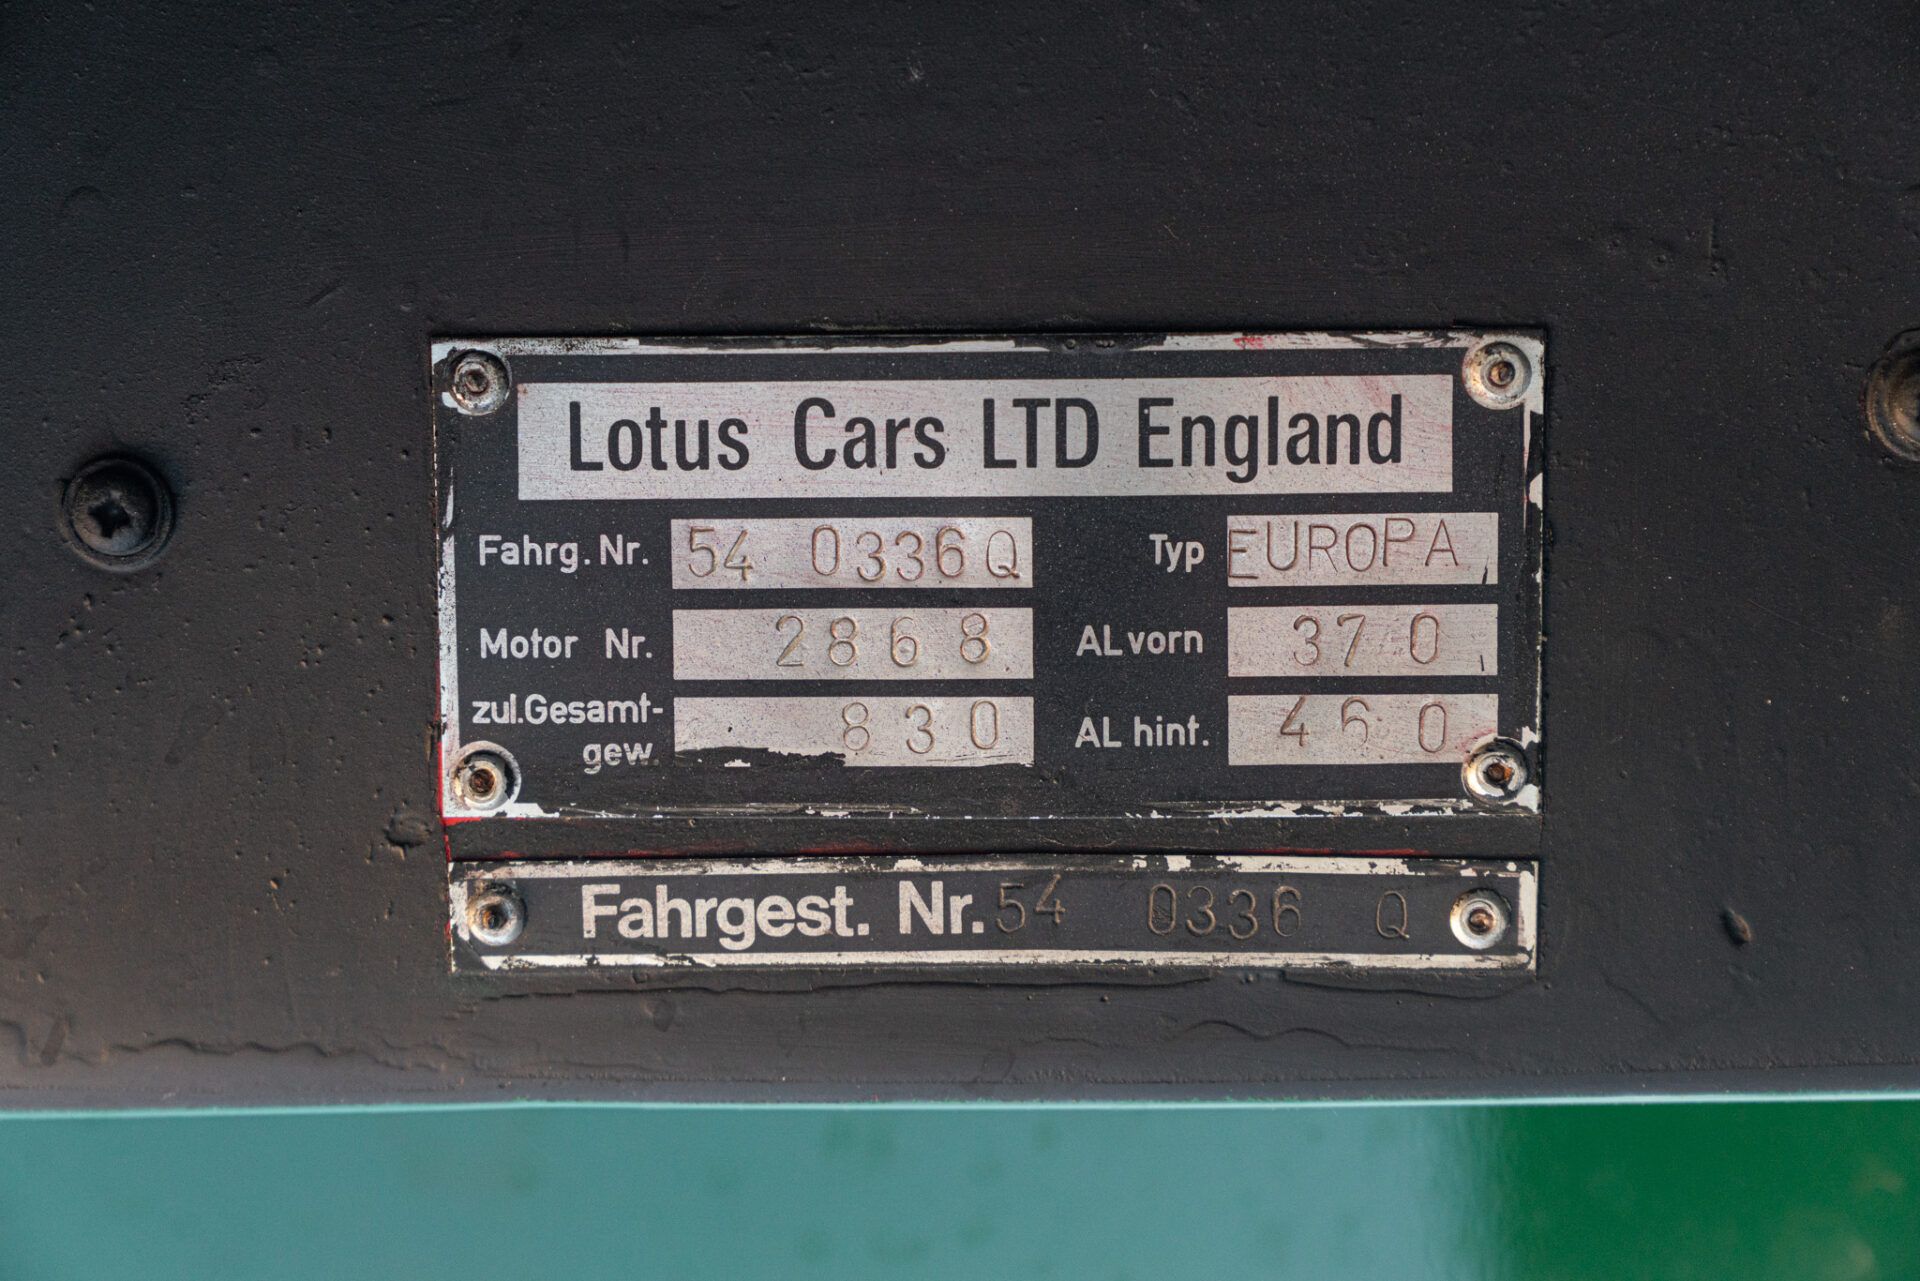 Lotus Cars LTD England
Fahrg. Nr. 54 0336Q Typ EUROPA
Motor Nr. 2868 AL vorn 370
zul. Gesamt-
gew. 830 AL hint. 460
Fahrgest. Nr. 54 0336 Q